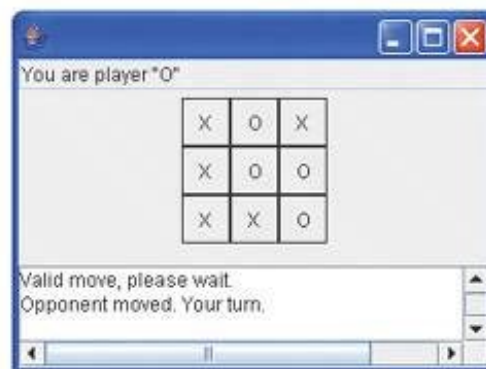 You are player "O"
X O X
X O O
X X O
Valid move, please wait.
Opponent moved. Your turn.